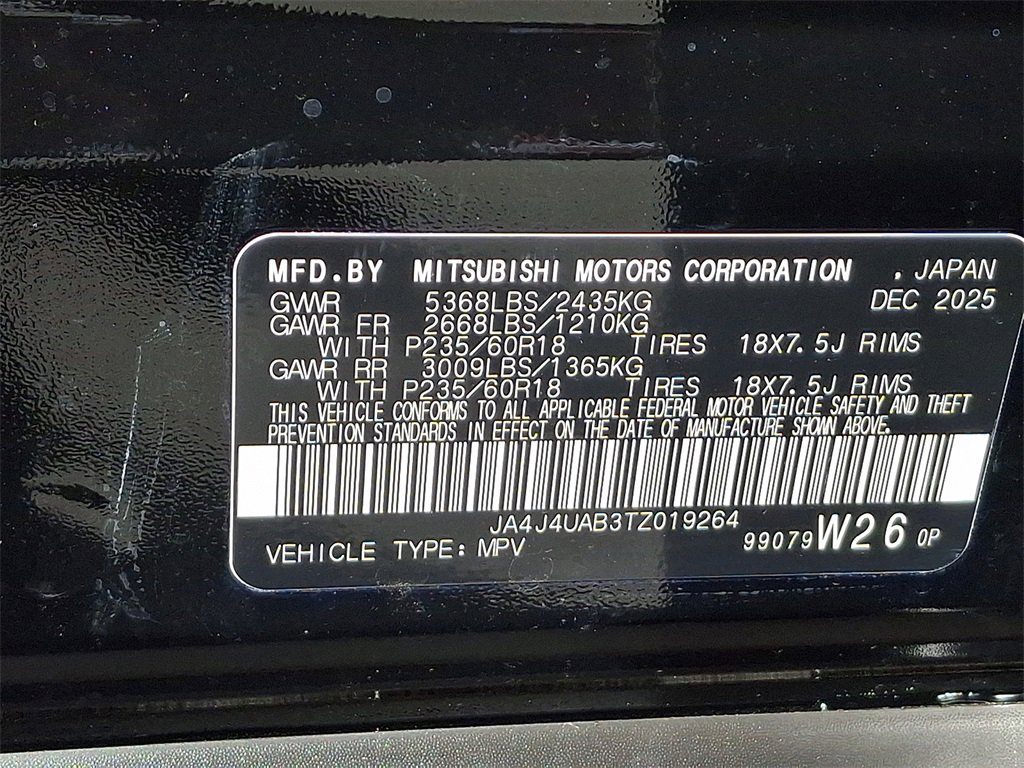 MFD.BY MITSUBISHI MOTORS CORPORATION . JAPAN
GVWR 5368LBS/2435KG DEC 2025
GAWR FR 2668LBS/1210KG
WITH P235/60R18 TIRES 18X7.5J RIMS
GAWR RR 3009LBS/1365KG
WITH P235/60R18 TIRES 18X7.5J RIMS
THIS VEHICLE CONFORMS TO ALL APPLICABLE FEDERAL MOTOR VEHICLE SAFETY AND THEFT
PREVENTION STANDARDS IN EFFECT ON THE DATE OF MANUFACTURE SHOWN ABOVE.
JA4J4UAB3TZ019264
VEHICLE TYPE: MPV 99079 W26 0P